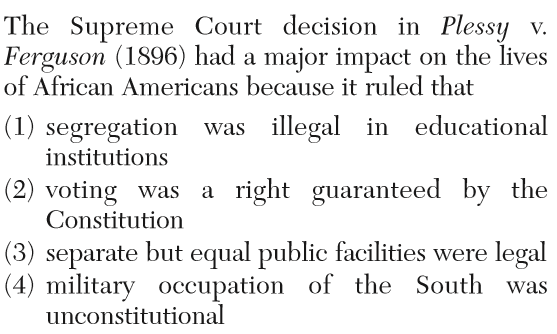 The Supreme Court decision in Plessy v.
Ferguson (1896) had a major impact on the lives
of African Americans because it ruled that
(1) segregation was illegal in educational
institutions
(2) voting was a right guaranteed by the
Constitution
(3) separate but equal public facilities were legal
(4) military occupation of the South was
unconstitutional